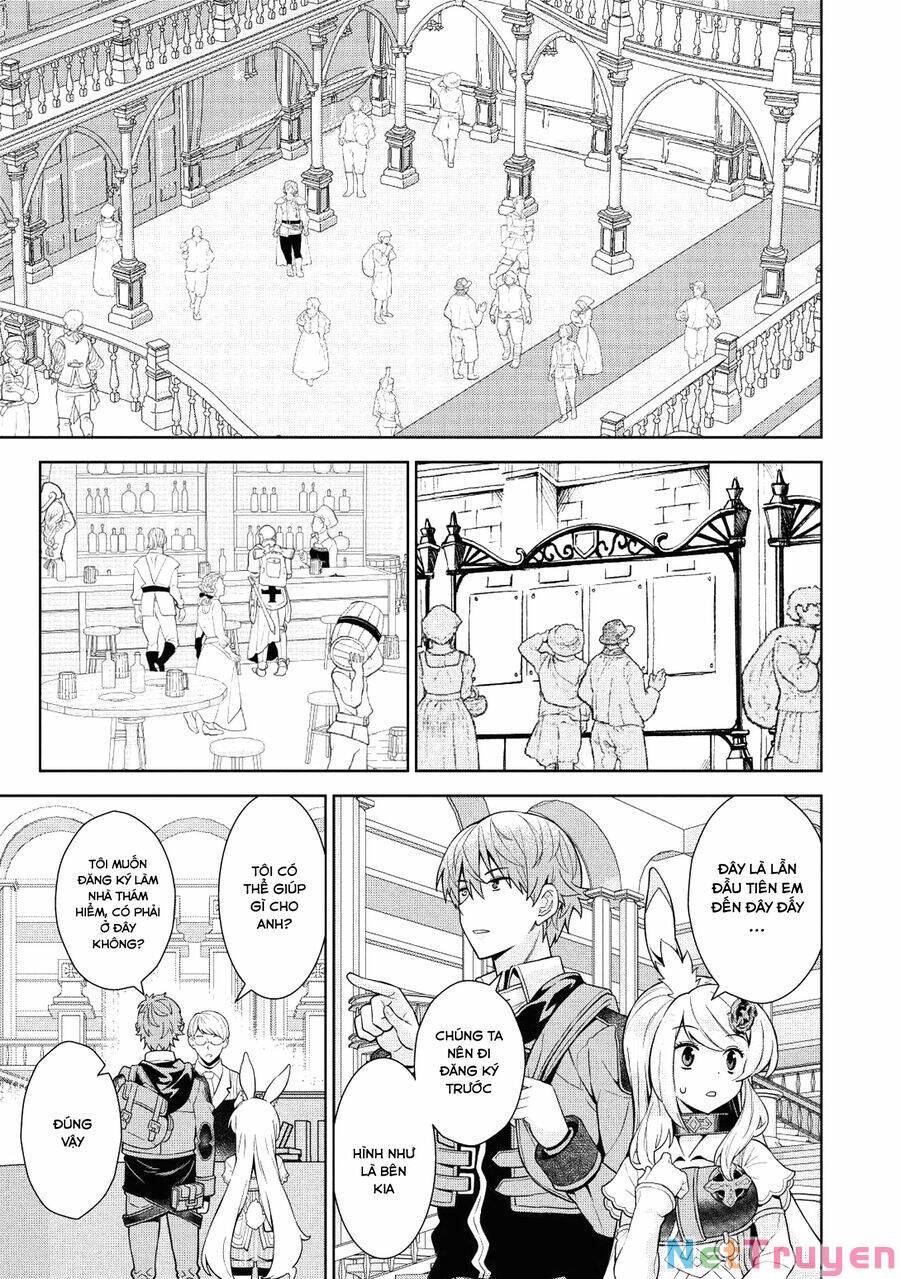 ĐÂY LÀ LẦN
ĐẦU TIÊN EM
ĐẾN ĐÂY ĐẤY
...
CHÚNG TA
NÊN ĐI
ĐĂNG KÝ
TRƯỚC
HÌNH NHƯ
LÀ BÊN
KIA
TÔI CÓ
THỂ GIÚP
GÌ CHO
ANH?
TÔI MUỐN
ĐĂNG KÝ LÀM
NHÀ THÁM
HIỂM, CÓ PHẢI
Ở ĐÂY
KHÔNG?
ĐÚNG
VẬY
NetTruyen